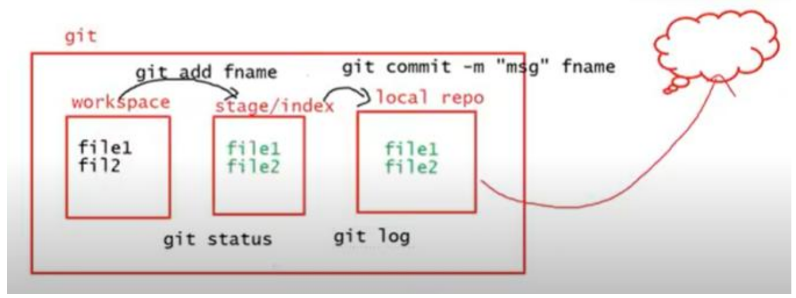 git
git add fname
git commit -m "msg" fname
workspace
stage/index
local repo
file1
fil2
file1
file2
file1
file2
git status
git log